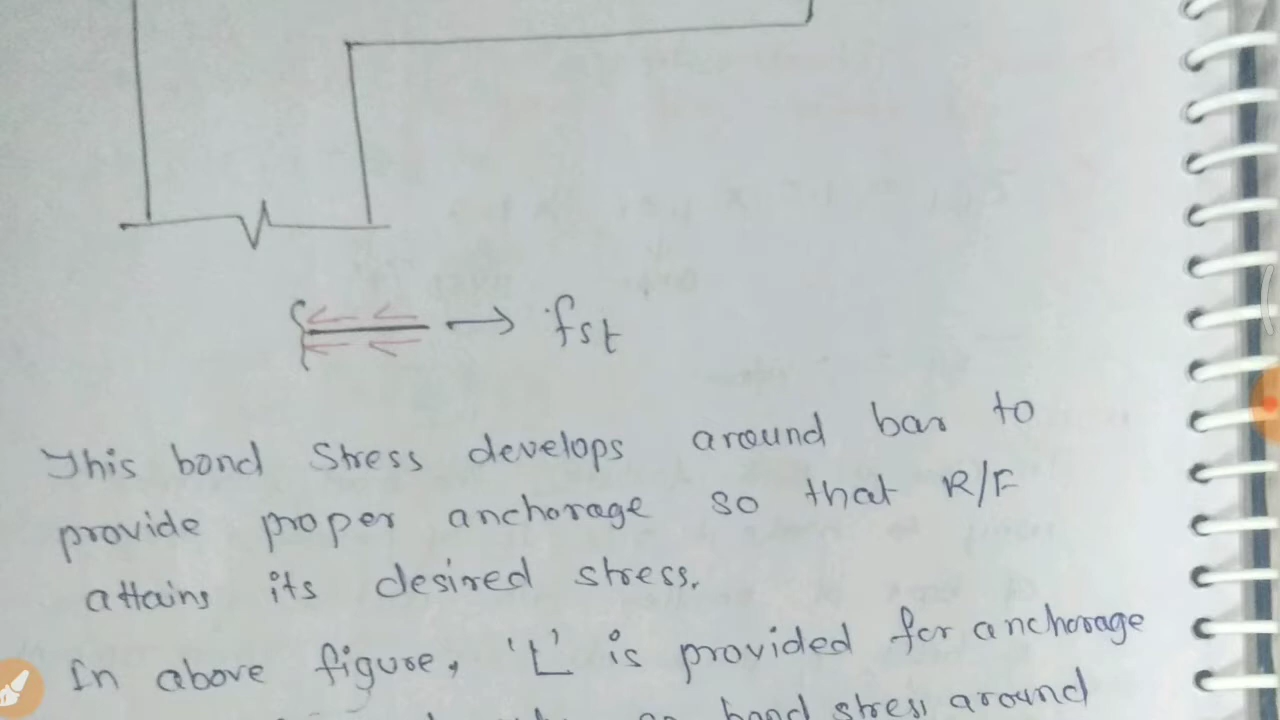 fst
This bond stress develops around bar to
provide proper anchorage so that R/F
attains its desired stress.
In above figure, 'L' is provided for anchorage
bond stress around